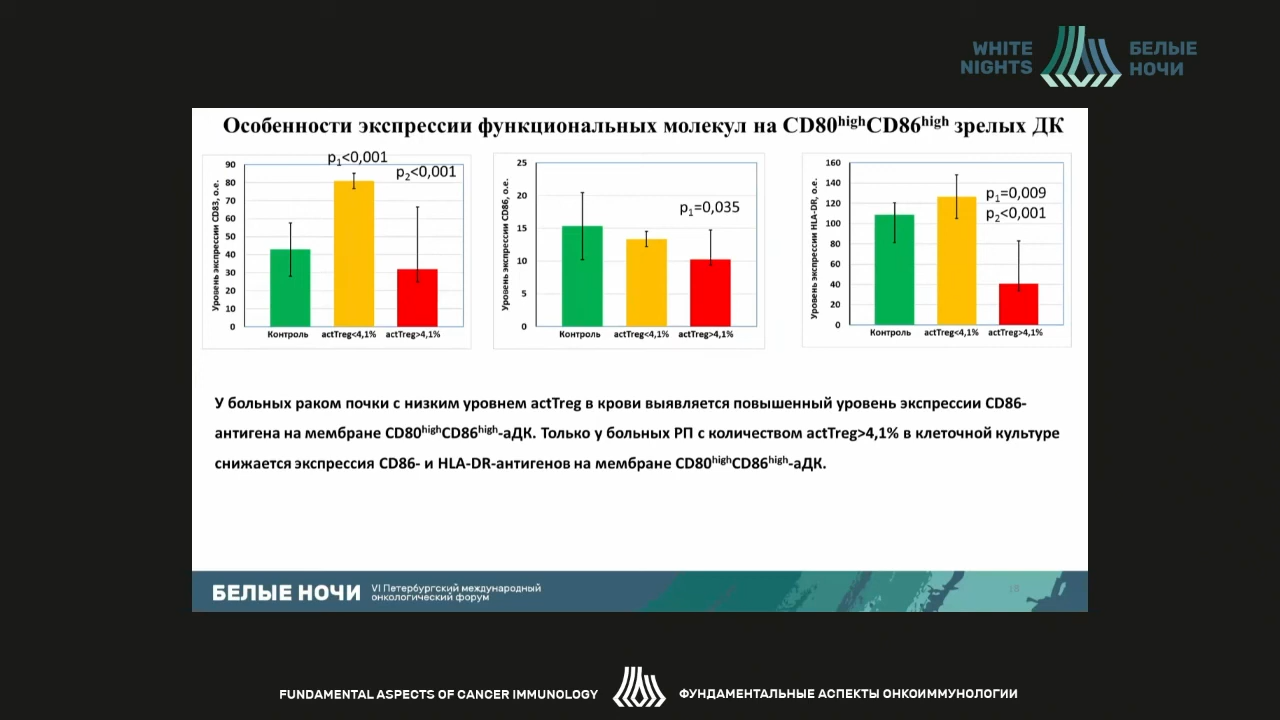 WHITE
NIGHTS
БЕЛЫЕ
НОЧИ
Особенности экспрессии функциональных молекул на CD80highCD86high зрелых ДК
Уровень экспрессии CD83, о.е.
90
80
70
60
50
40
30
20
10
0
p1<0,001
p2<0,001
Контроль actTreg<4,1% actTreg>4,1%
Уровень экспрессии CD86, о.е.
25
20
15
10
5
0
p1=0,035
Контроль actTreg<4,1% actTreg>4,1%
Уровень экспрессии HLA-DR, о.е.
160
140
120
100
80
60
40
20
0
p1=0,009
p2<0,001
Контроль actTreg<4,1% actTreg>4,1%
У больных раком почки с низким уровнем actTreg в крови выявляется повышенный уровень экспрессии CD86-
антигена на мембране CD80highCD86high-аДК. Только у больных РП с количеством actTreg>4,1% в клеточной культуре
снижается экспрессия CD86- и HLA-DR-антигенов на мембране CD80highCD86high-аДК.
БЕЛЫЕ НОЧИ
VI Петербургский международный
онкологический форум
FUNDAMENTAL ASPECTS OF CANCER IMMUNOLOGY
ФУНДАМЕНТАЛЬНЫЕ АСПЕКТЫ ОНКОИММУНОЛОГИИ